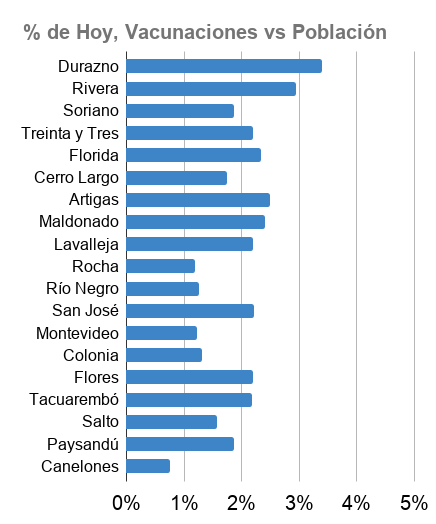 % de Hoy, Vacunaciones vs Población
Durazno
Rivera
Soriano
Treinta y Tres
Florida
Cerro Largo
Artigas
Maldonado
Lavalleja
Rocha
Río Negro
San José
Montevideo
Colonia
Flores
Tacuarembó
Salto
Paysandú
Canelones
0% 1% 2% 3% 4% 5%